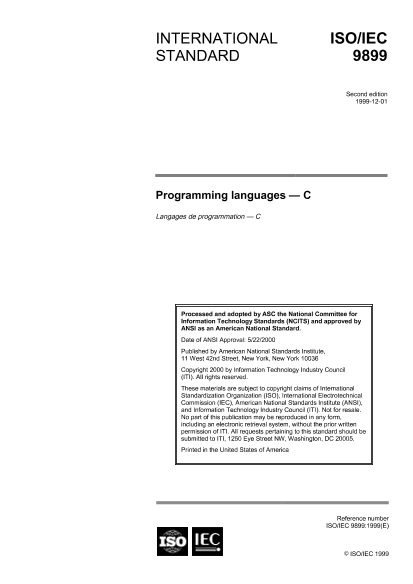 INTERNATIONAL
STANDARD
ISO/IEC
9899
Second edition
1999-12-01
Programming languages — C
Langages de programmation — C
Processed and adopted by ASC the National Committee for
Information Technology Standards (NCITS) and approved by
ANSI as an American National Standard.
Date of ANSI Approval: 5/22/2000
Published by American National Standards Institute,
11 West 42nd Street, New York, New York 10036
Copyright 2000 by Information Technology Industry Council
(ITI). All rights reserved.
These materials are subject to copyright claims of International
Standardization Organization (ISO), International Electrotechnical
Commission (IEC), American National Standards Institute (ANSI),
and Information Technology Industry Council (ITI). Not for resale.
No part of this publication may be reproduced in any form,
including an electronic retrieval system, without the prior written
permission of ITI. All requests pertaining to this standard should be
submitted to ITI, 1250 Eye Street NW, Washington, DC 20005.
Printed in the United States of America
Reference number
ISO/IEC 9899:1999(E)
ISO
IEC
© ISO/IEC 1999